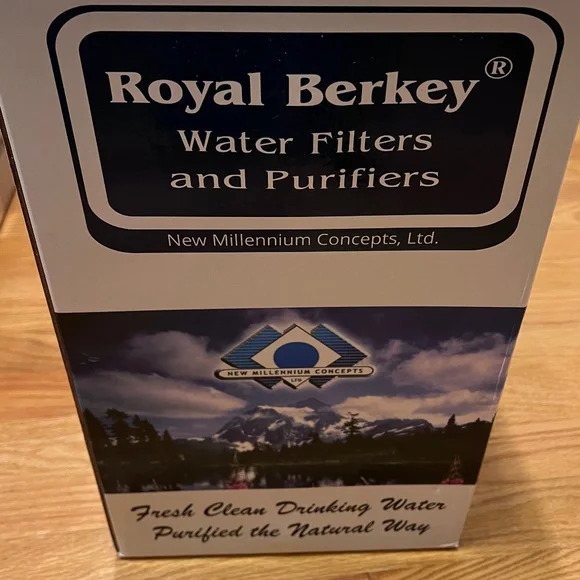 Royal Berkey®
Water Filters
and Purifiers
New Millennium Concepts, Ltd.
NEW MILLENNIUM CONCEPTS
LTD
Fresh Clean Drinking Water
Purified the Natural Way